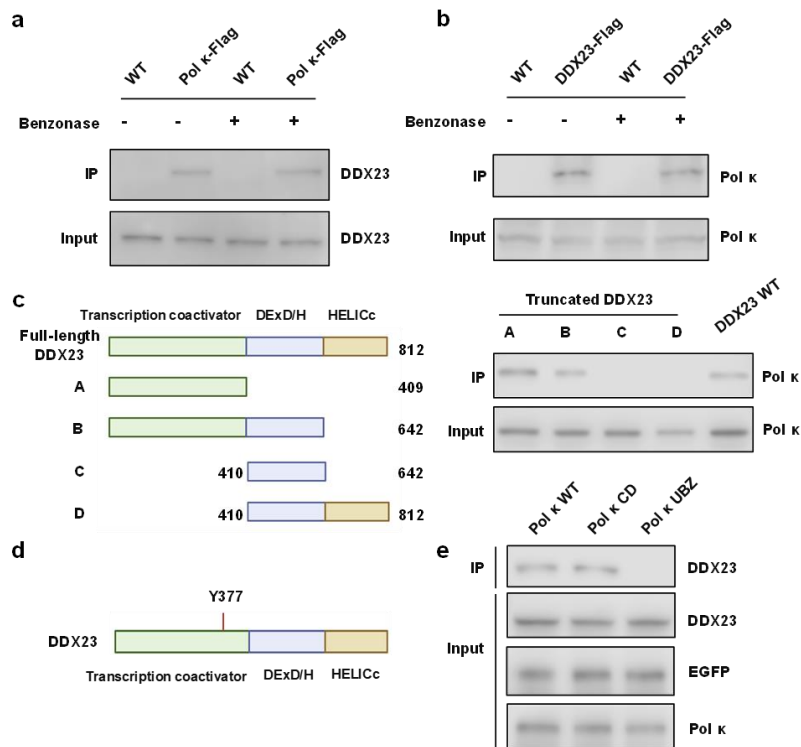 a
WT Pol κ-Flag WT Pol κ-Flag
Benzonase - - + +
IP DDX23
Input DDX23
b
WT DDX23-Flag WT DDX23-Flag
Benzonase - - + +
IP Pol κ
Input Pol κ
c
Transcription coactivator DExD/H HELICc
Full-length
DDX23 812
A 409
B 642
C 410 642
D 410 812
Truncated DDX23 DDX23 WT
A B C D
IP Pol κ
Input Pol κ
d
Y377
DDX23
Transcription coactivator DExD/H HELICc
e
Pol κ WT Pol κ CD Pol κ UBZ
IP DDX23
Input DDX23
EGFP
Pol κ